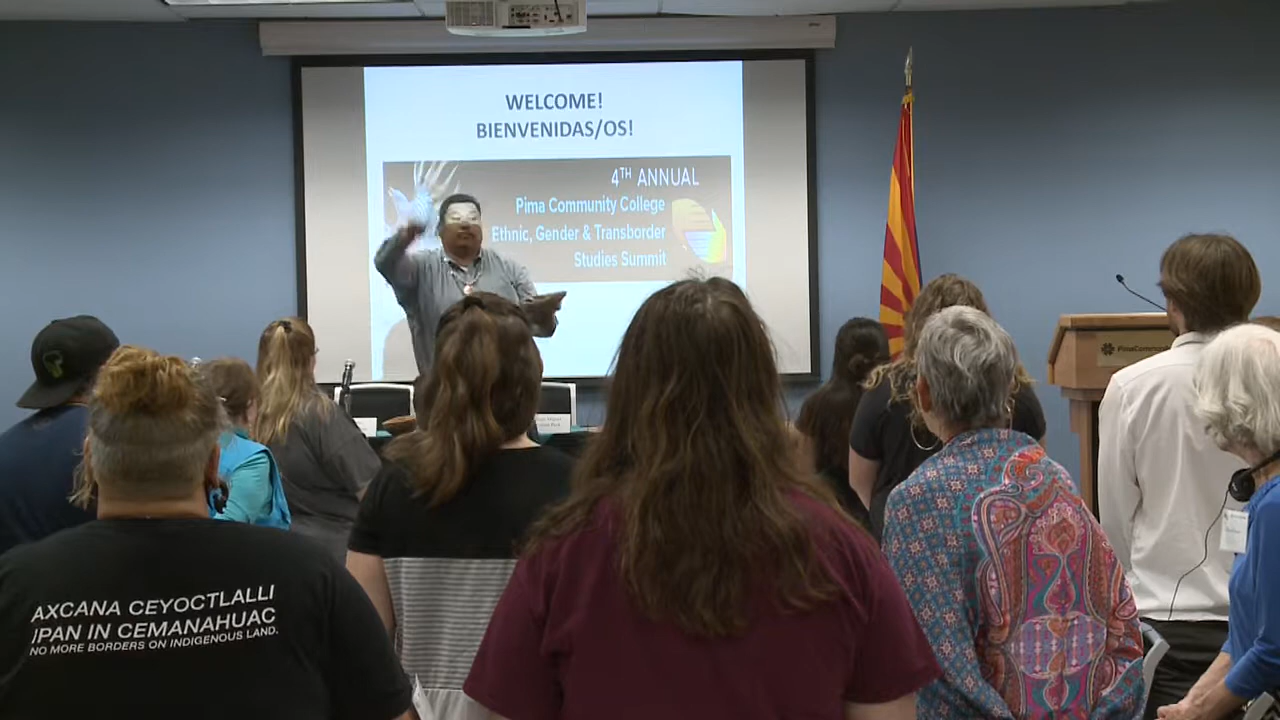 WELCOME!
BIENVENIDAS/OS!
4TH ANNUAL
Pima Community College
Ethnic, Gender & Transborder
Studies Summit
PimaCommuni
AXCANA CEYOCTLALLI
IPAN IN CEMANAHUAC
NO MORE BORDERS ON INDIGENOUS LAND.